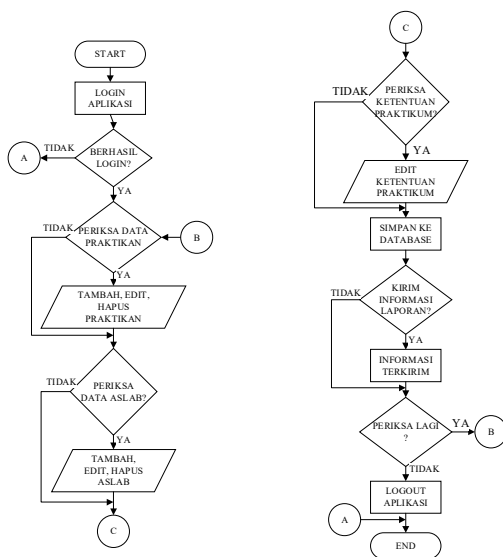 START
LOGIN
APLIKASI
TIDAK
A
BERHASIL
LOGIN?
YA
TIDAK
PERIKSA DATA
PRAKTIKAN
B
YA
TAMBAH, EDIT,
HAPUS
PRAKTIKAN
TIDAK
PERIKSA
DATA ASLAB?
YA
TAMBAH,
EDIT, HAPUS
ASLAB
C
C
TIDAK
PERIKSA
KETENTUAN
PRAKTIKUM?
YA
EDIT
KETENTUAN
PRAKTIKUM
SIMPAN KE
DATABASE
TIDAK
KIRIM
INFORMASI
LAPORAN?
YA
INFORMASI
TERKIRIM
PERIKSA LAGI
?
YA
B
TIDAK
LOGOUT
APLIKASI
A
END